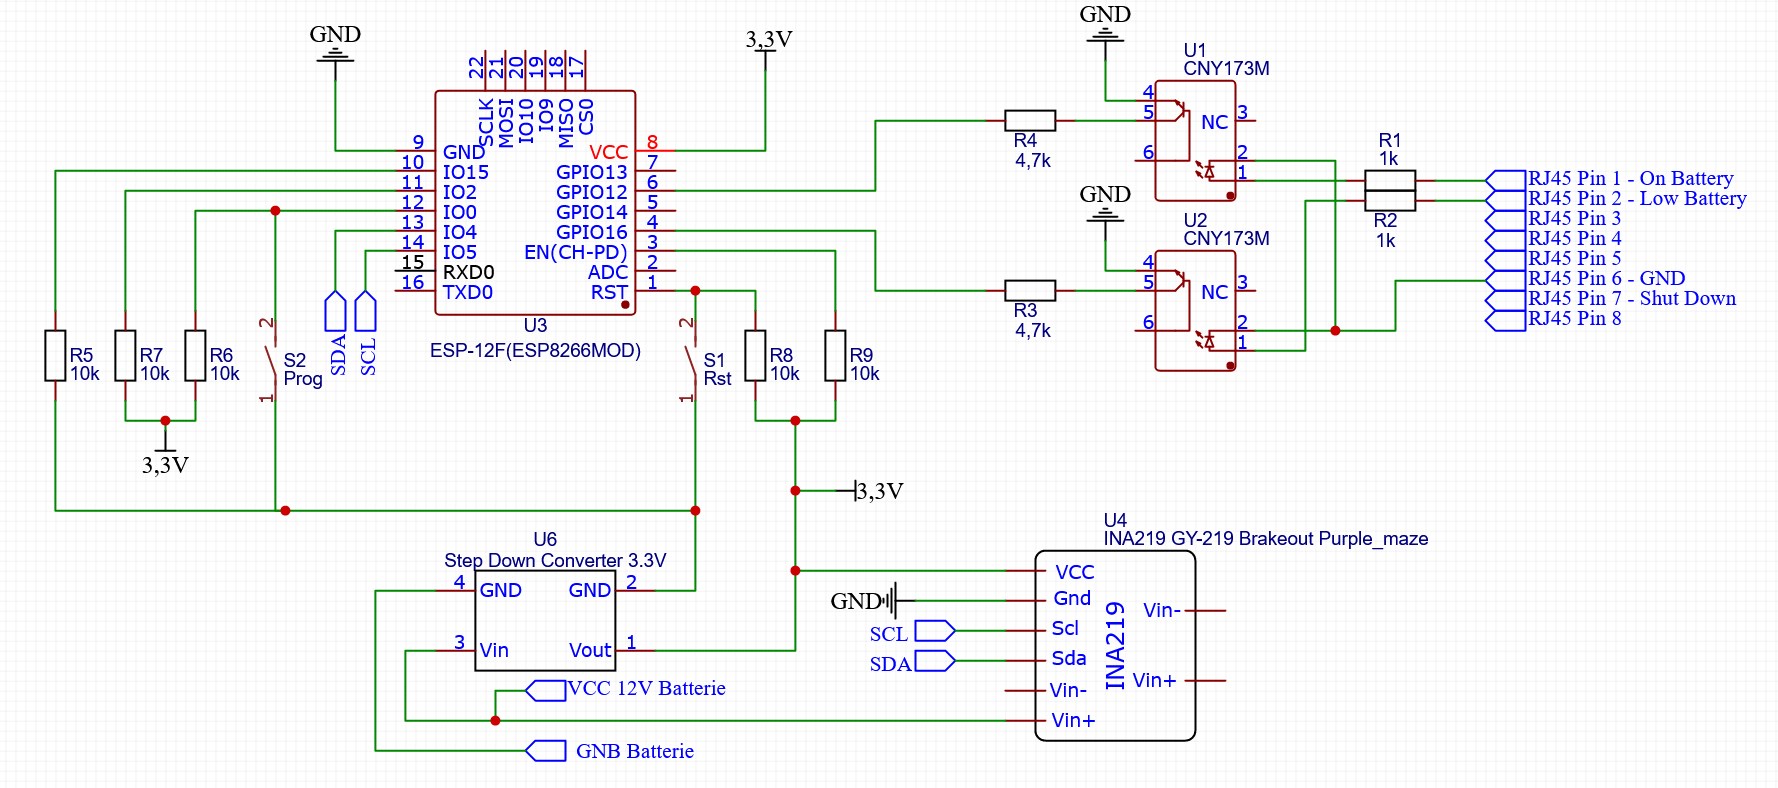 GND
3,3V
GND
22
21
20
19
18
17
SCLK
MOSI
IO10
IO9
MISO
CS0
9 GND
10 IO15
11 IO2
12 IO0
13 IO4
14 IO5
15 RXD0
16 TXD0
VCC 8
GPIO13 7
GPIO12 6
GPIO14 5
GPIO16 4
EN(CH-PD) 3
ADC 2
RST 1
U3
ESP-12F(ESP8266MOD)
U1
CNY173M
4
5
6
NC 3
2
1
R4
4,7k
GND
U2
CNY173M
4
5
6
NC 3
2
1
R3
4,7k
R1
1k
R2
1k
RJ45 Pin 1 - On Battery
RJ45 Pin 2 - Low Battery
RJ45 Pin 3
RJ45 Pin 4
RJ45 Pin 5
RJ45 Pin 6 - GND
RJ45 Pin 7 - Shut Down
RJ45 Pin 8
R5
10k
R7
10k
R6
10k
2
S2
Prog
1
SDA
SCL
2
S1
Rst
1
R8
10k
R9
10k
3,3V
3,3V
U6
Step Down Converter 3.3V
4 GND
GND 2
3 Vin
Vout 1
VCC 12V Batterie
GNB Batterie
U4
INA219 GY-219 Brakeout Purple_maze
VCC
GND
Gnd
SCL
Scl
SDA
Sda
Vin-
Vin+
INA219
Vin-
Vin+